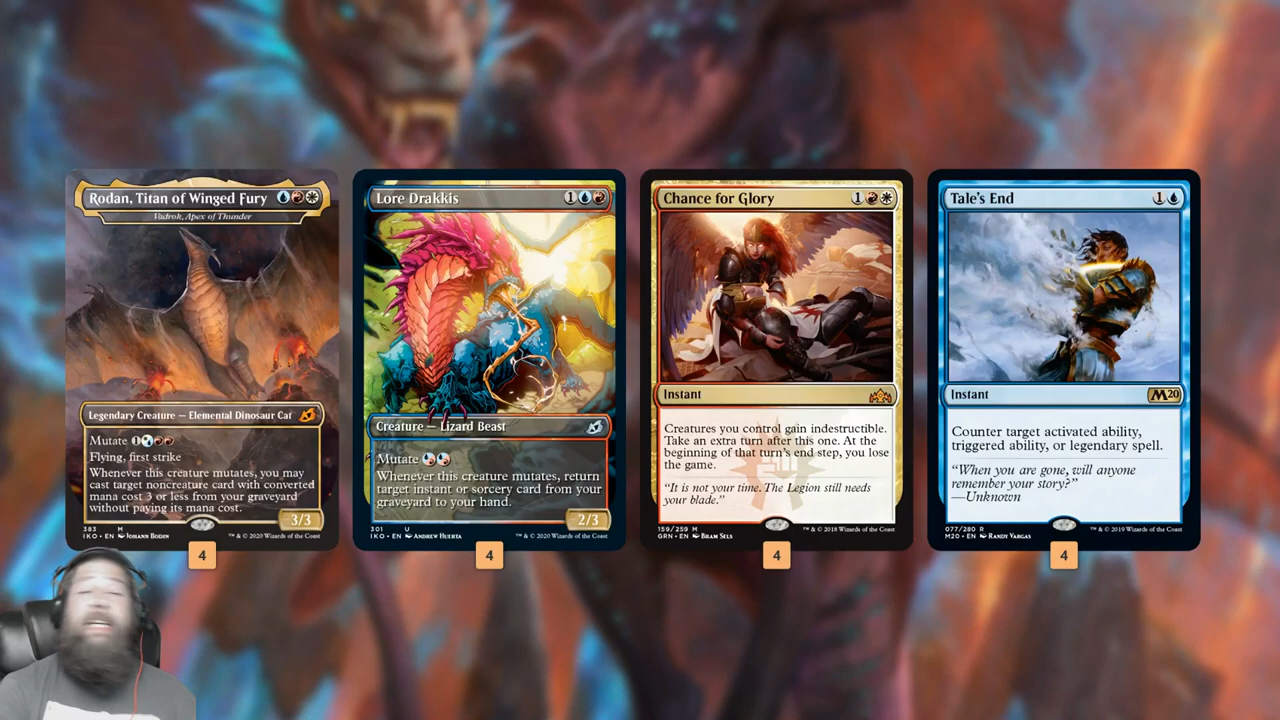 Rodan, Titan of Winged Fury
Vadrok, Apex of Thunder
Legendary Creature — Elemental Dinosaur Cat
Mutate 1
Flying, first strike
Whenever this creature mutates, you may
cast target noncreature card with converted
mana cost 3 or less from your graveyard
without paying its mana cost.
3/3
383 M
IKO • EN Johann Bodin
™ & © 2020 Wizards of the Coast
4
Lore Drakkis
1
Creature — Lizard Beast
Mutate
Whenever this creature mutates, return
target instant or sorcery card from your
graveyard to your hand.
2/3
301 U
IKO • EN Andrew Huerta
™ & © 2020 Wizards of the Coast
4
Chance for Glory
1
Instant
Creatures you control gain indestructible.
Take an extra turn after this one. At the
beginning of that turn's end step, you lose
the game.
"It is not your time. The Legion still needs
your blade."
159/259 M
GRN • EN Bram Sels
™ & © 2018 Wizards of the Coast
4
Tale's End
1
Instant
M20
Counter target activated ability,
triggered ability, or legendary spell.
"When you are gone, will anyone
remember your story?"
—Unknown
077/280 R
M20 • EN Randy Vargas
™ & © 2019 Wizards of the Coast
4